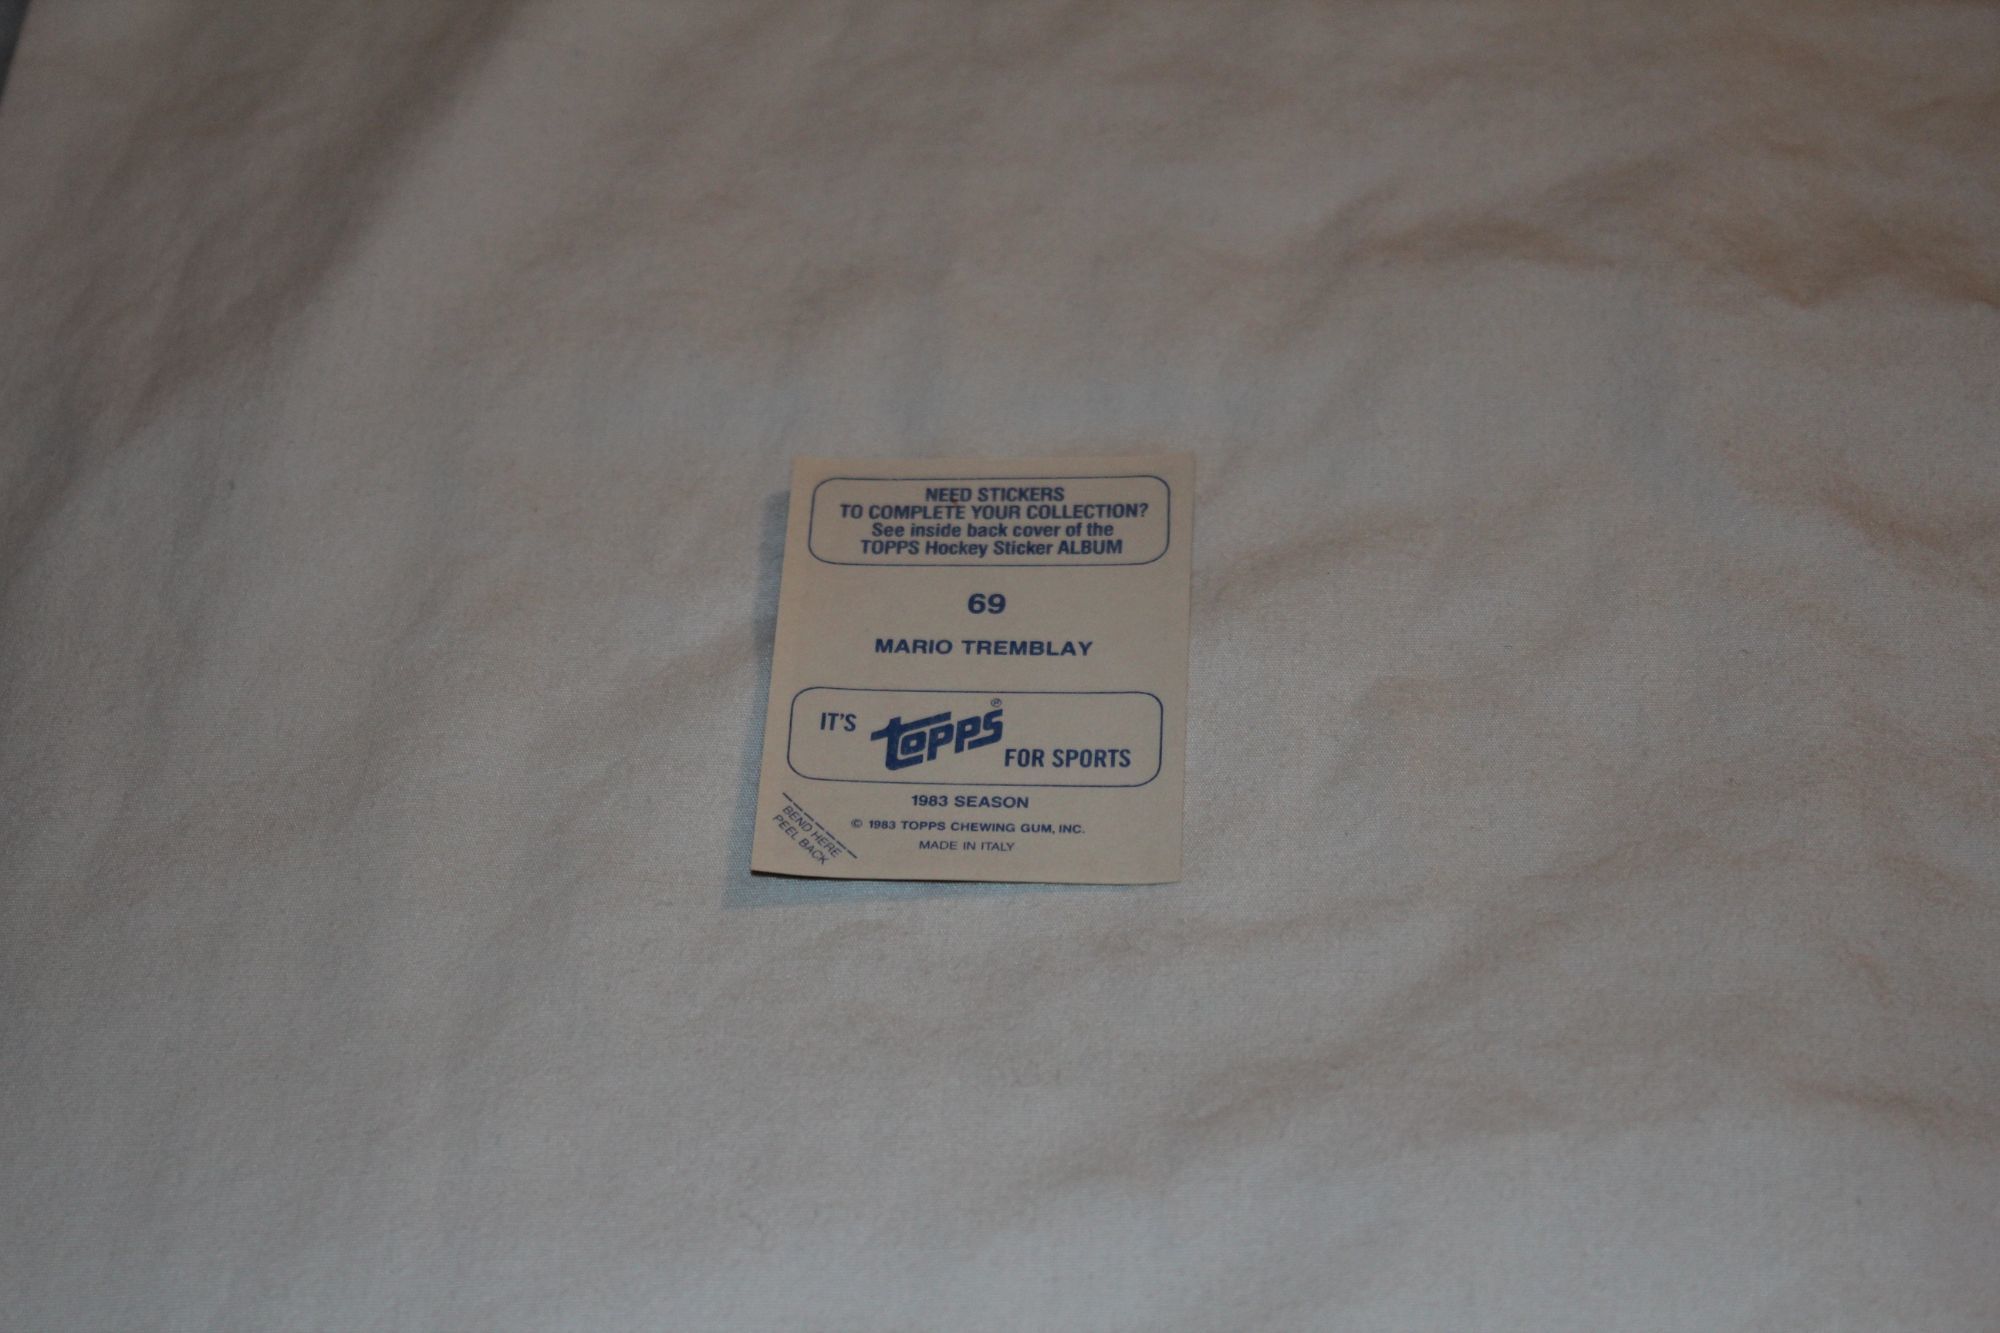 NEED STICKERS
TO COMPLETE YOUR COLLECTION?
See inside back cover of the
TOPPS Hockey Sticker ALBUM
69
MARIO TREMBLAY
IT'S topps® FOR SPORTS
1983 SEASON
© 1983 TOPPS CHEWING GUM, INC.
MADE IN ITALY
BEND HERE
PEEL BACK